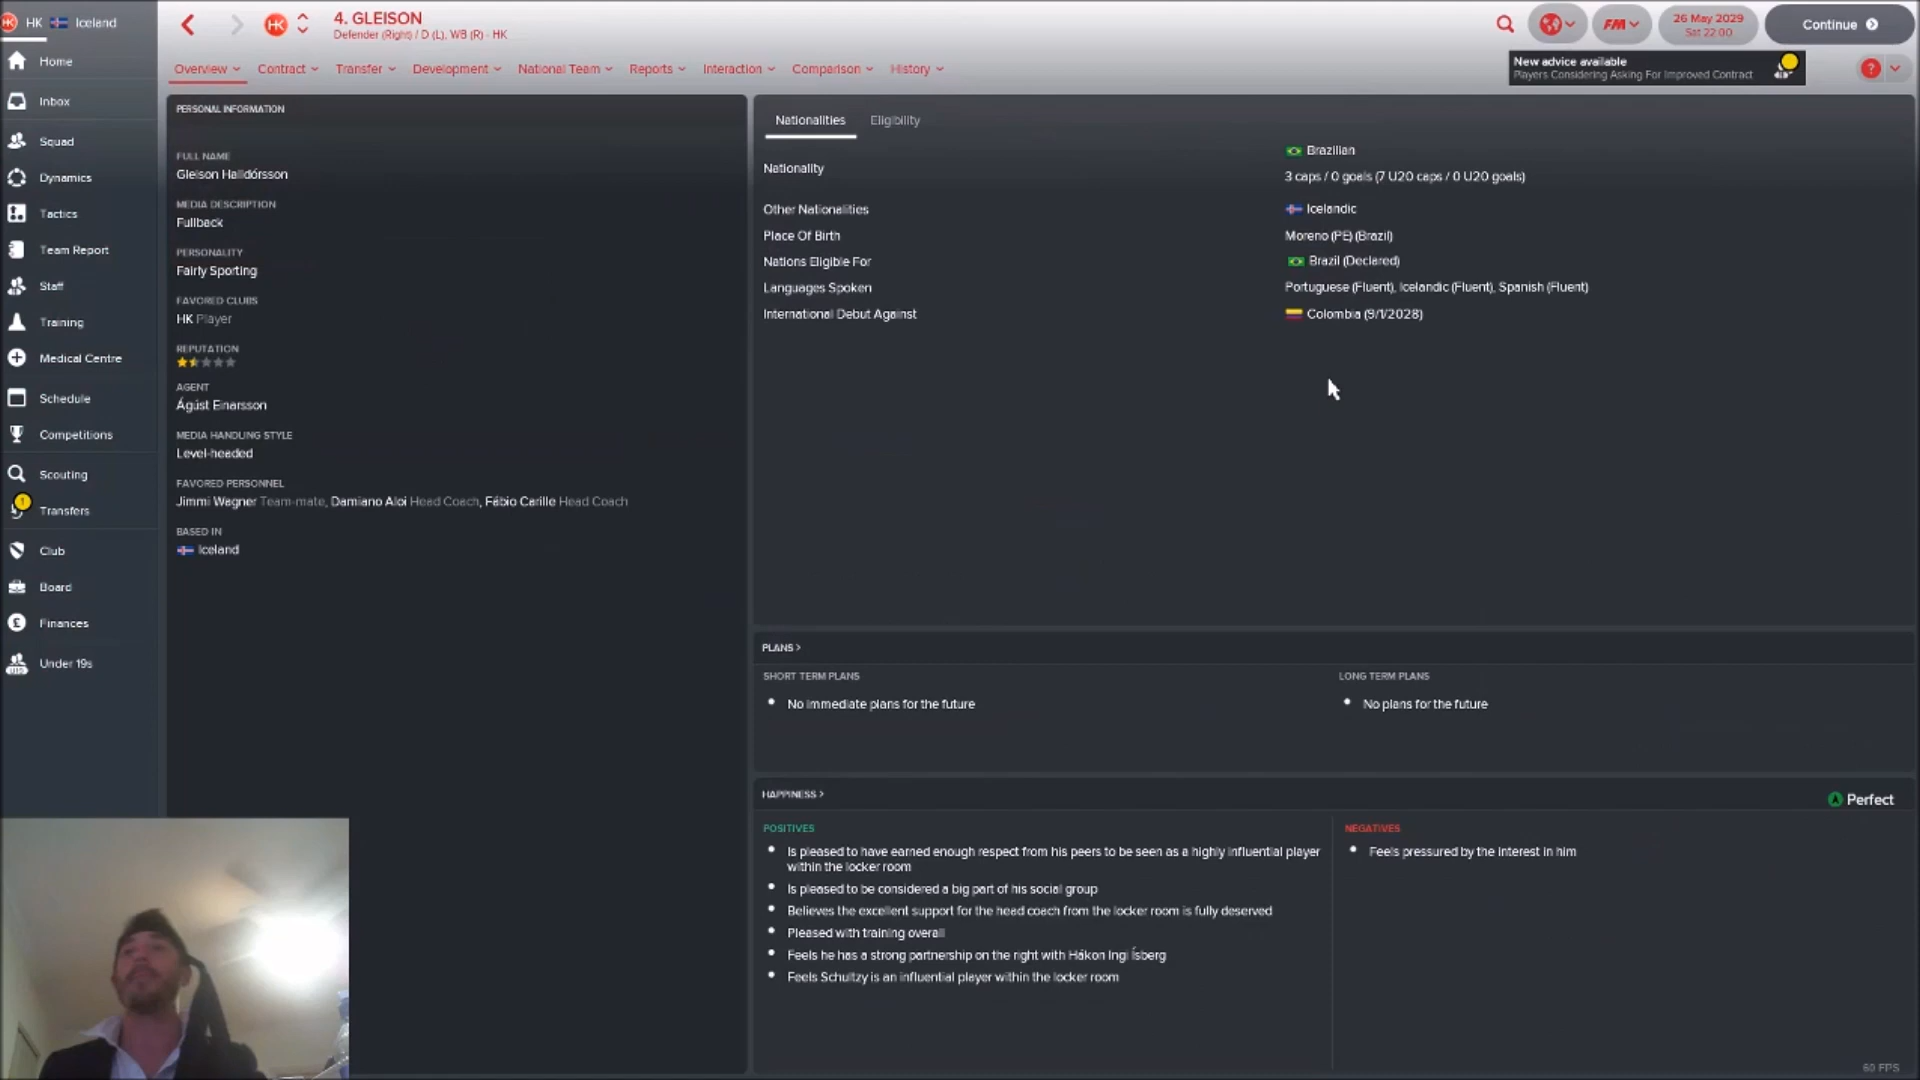 HK Iceland
4. GLEISON
Defender (Right) / D (L), WB (R) - HK
FM
26 May 2029
Sat 22:00
Continue
Overview Contract Transfer Development National Team Reports Interaction Comparison History
New advice available
Players Considering Asking For Improved Contract
?
Home
Inbox
Squad
Dynamics
Tactics
Team Report
Staff
Training
Medical Centre
Schedule
Competitions
Scouting
1
Transfers
Club
Board
Finances
Under 19s
PERSONAL INFORMATION
FULL NAME
Gleison Halldórsson
MEDIA DESCRIPTION
Fullback
PERSONALITY
Fairly Sporting
FAVORED CLUBS
HK Player
REPUTATION
AGENT
Ágúst Einarsson
MEDIA HANDLING STYLE
Level-headed
FAVORED PERSONNEL
Jimmi Wagner Team-mate, Damiano Aloi Head Coach, Fábio Carille Head Coach
BASED IN
Iceland
Nationalities Eligibility
Nationality
Brazilian
3 caps / 0 goals (7 U20 caps / 0 U20 goals)
Other Nationalities Icelandic
Place Of Birth Moreno (PE) (Brazil)
Nations Eligible For Brazil (Declared)
Languages Spoken Portuguese (Fluent), Icelandic (Fluent), Spanish (Fluent)
International Debut Against Colombia (9/1/2028)
PLANS >
SHORT TERM PLANS
No immediate plans for the future
LONG TERM PLANS
No plans for the future
HAPPINESS >
Perfect
POSITIVES
Is pleased to have earned enough respect from his peers to be seen as a highly influential player
within the locker room
Is pleased to be considered a big part of his social group
Believes the excellent support for the head coach from the locker room is fully deserved
Pleased with training overall
Feels he has a strong partnership on the right with Hákon Ingi Ísberg
Feels Schultzy is an influential player within the locker room
NEGATIVES
Feels pressured by the interest in him
60 FPS